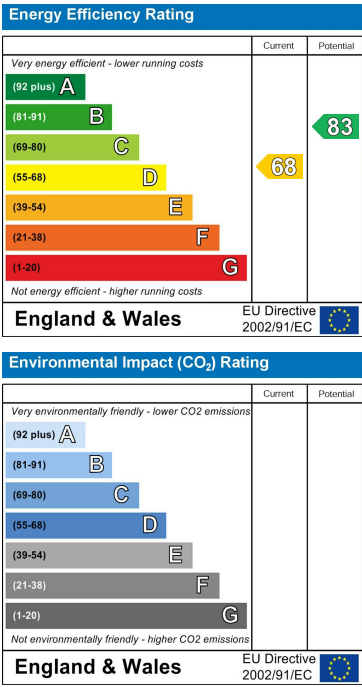 Energy Efficiency Rating
Current Potential
Very energy efficient - lower running costs
(92 plus) A
(81-91) B
83
(69-80) C
68
(55-68) D
(39-54) E
(21-38) F
(1-20) G
Not energy efficient - higher running costs
England & Wales
EU Directive
2002/91/EC
Environmental Impact (CO₂) Rating
Current Potential
Very environmentally friendly - lower CO2 emissions
(92 plus) A
(81-91) B
(69-80) C
(55-68) D
(39-54) E
(21-38) F
(1-20) G
Not environmentally friendly - higher CO2 emissions
England & Wales
EU Directive
2002/91/EC